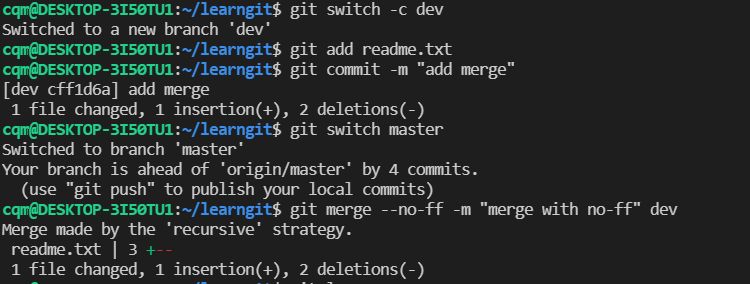 cqm@DESKTOP-3I50TU1:~/learngit$ git switch -c dev
Switched to a new branch 'dev'
cqm@DESKTOP-3I50TU1:~/learngit$ git add readme.txt
cqm@DESKTOP-3I50TU1:~/learngit$ git commit -m "add merge"
[dev cff1d6a] add merge
 1 file changed, 1 insertion(+), 2 deletions(-)
cqm@DESKTOP-3I50TU1:~/learngit$ git switch master
Switched to branch 'master'
Your branch is ahead of 'origin/master' by 4 commits.
  (use "git push" to publish your local commits)
cqm@DESKTOP-3I50TU1:~/learngit$ git merge --no-ff -m "merge with no-ff" dev
Merge made by the 'recursive' strategy.
 readme.txt | 3 +--
 1 file changed, 1 insertion(+), 2 deletions(-)